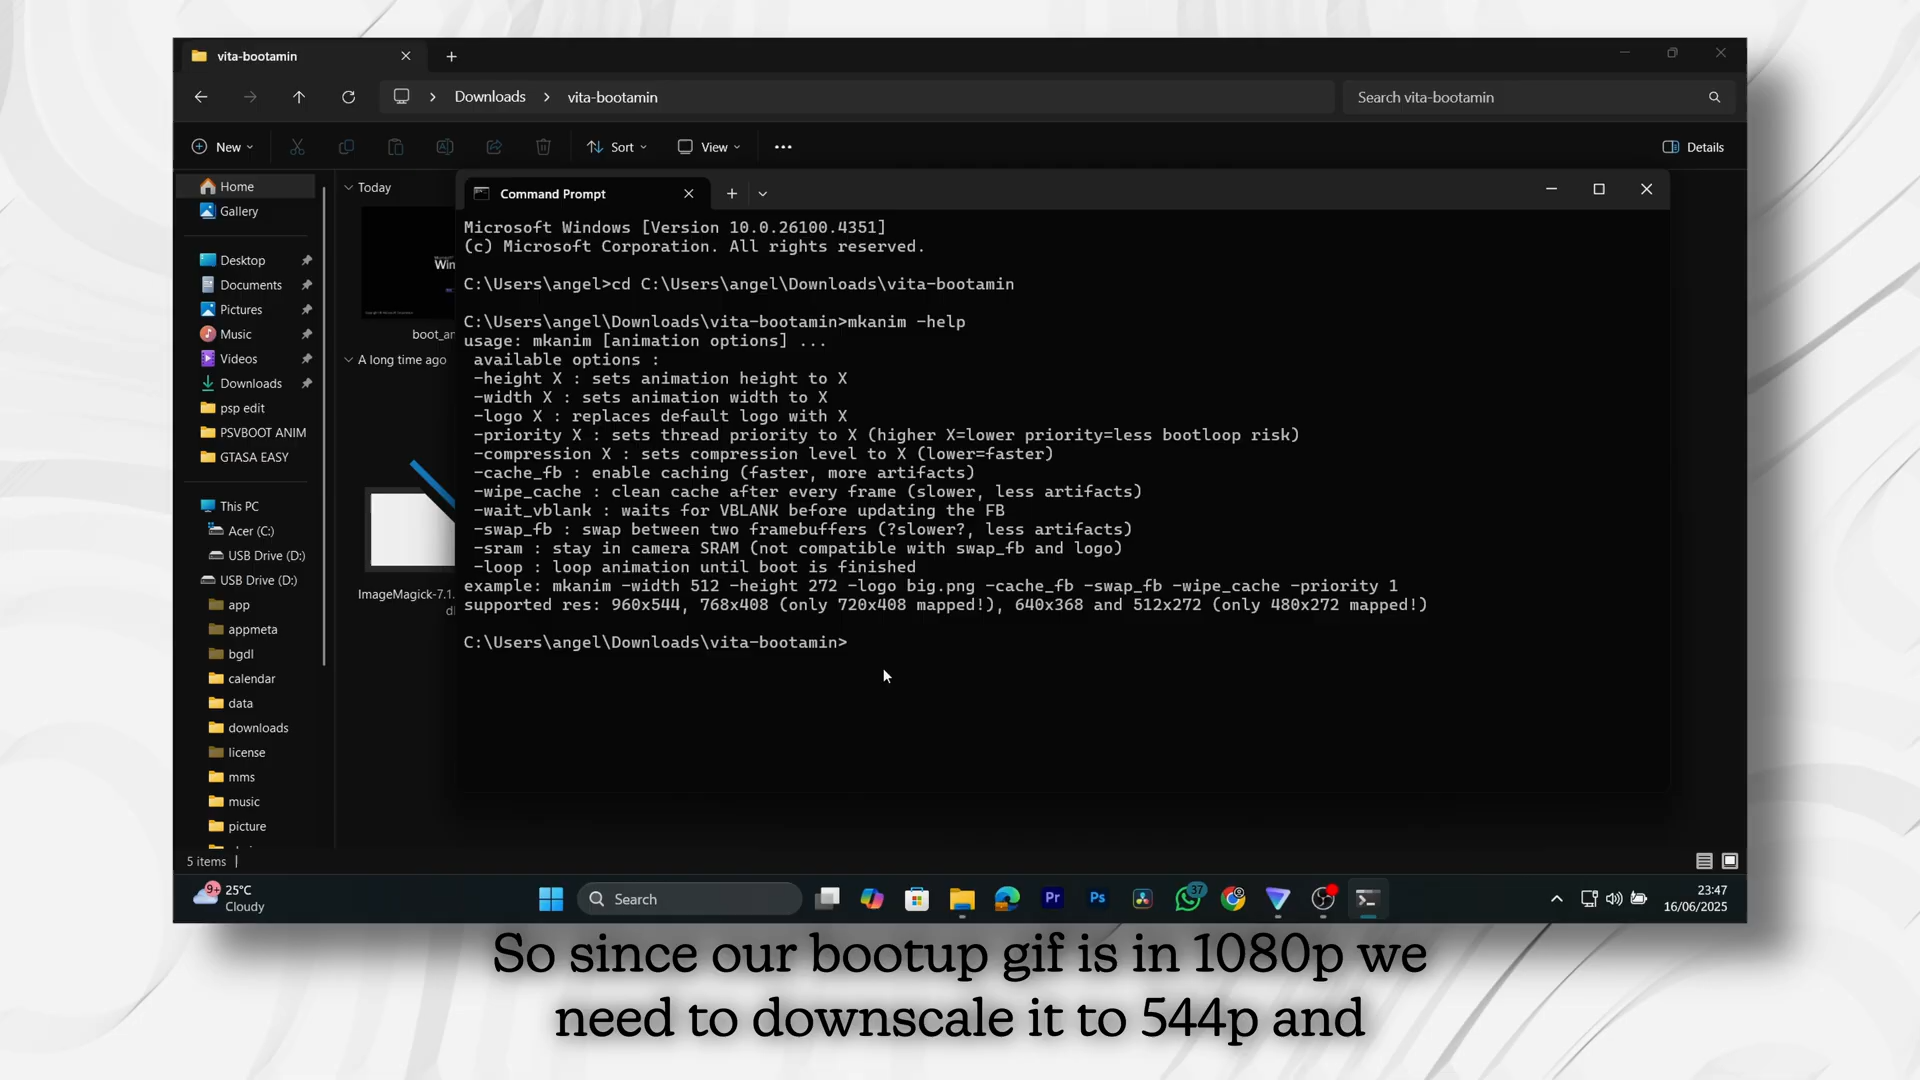 vita-bootamin
Downloads > vita-bootamin
Search vita-bootamin
New
Sort
View
Details
Home
Gallery
Desktop
Documents
Pictures
Music
Videos
Downloads
psp edit
PSVBOOT ANIM
GTASA EASY
This PC
Acer (C:)
USB Drive (D:)
USB Drive (D:)
app
appmeta
bgdl
calendar
data
downloads
license
mms
music
picture
Today
Win
boot_an
A long time ago
ImageMagick-7.1.
Command Prompt
Microsoft Windows [Version 10.0.26100.4351]
(c) Microsoft Corporation. All rights reserved.
C:\Users\angel>cd C:\Users\angel\Downloads\vita-bootamin
C:\Users\angel\Downloads\vita-bootamin>mkanim -help
usage: mkanim [animation options] ...
available options :
-height X : sets animation height to X
-width X : sets animation width to X
-logo X : replaces default logo with X
-priority X : sets thread priority to X (higher X=lower priority=less bootloop risk)
-compression X : sets compression level to X (lower=faster)
-cache_fb : enable caching (faster, more artifacts)
-wipe_cache : clean cache after every frame (slower, less artifacts)
-wait_vblank : waits for VBLANK before updating the FB
-swap_fb : swap between two framebuffers (?slower?, less artifacts)
-sram : stay in camera SRAM (not compatible with swap_fb and logo)
-loop : loop animation until boot is finished
example: mkanim -width 512 -height 272 -logo big.png -cache_fb -swap_fb -wipe_cache -priority 1
supported res: 960x544, 768x408 (only 720x408 mapped!), 640x368 and 512x272 (only 480x272 mapped!)
C:\Users\angel\Downloads\vita-bootamin>
5 items
9+
25°C
Cloudy
Search
Pr
Ps
37
23:47
16/06/2025
So since our bootup gif is in 1080p we
need to downscale it to 544p and